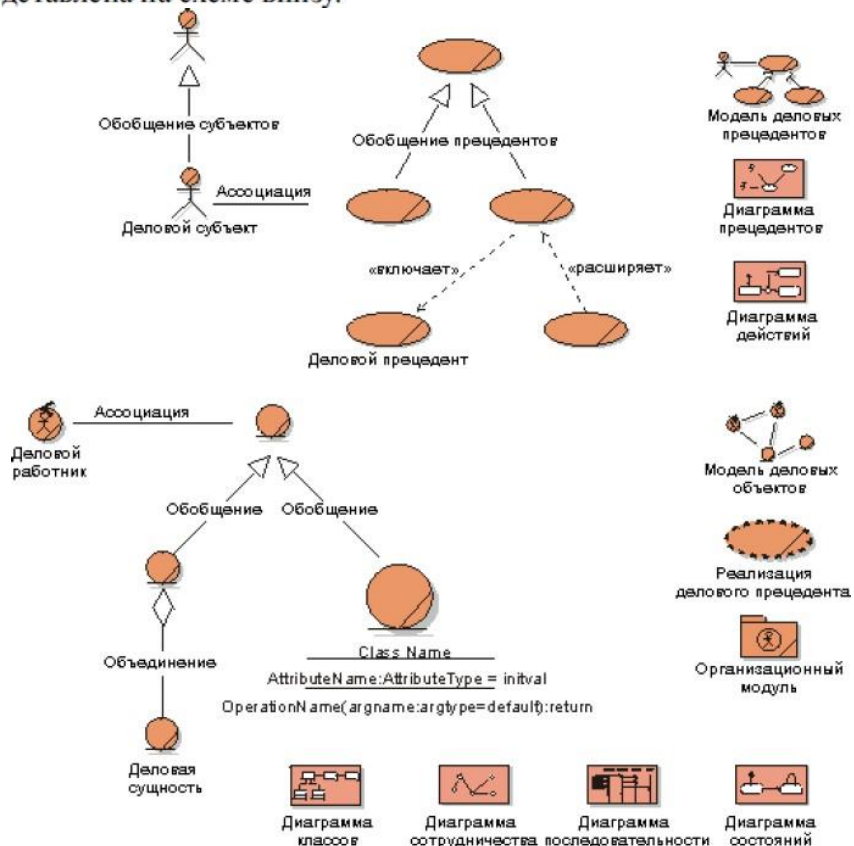 Обобщение субъектов
Ассоциация
Деловой субъект
Обобщение прецедентов
«включает»
«расширяет»
Деловой прецедент
Модель деловых
прецедентов
Диаграмма
прецедентов
Диаграмма
действий
Ассоциация
Деловой
работник
Обобщение
Обобщение
Объединение
Деловая
сущность
Class Name
AttributeName:AttributeType = initval
OperationName(argname:argtype=default):return
Модель деловых
объектов
Реализация
делового прецедента
Организационный
модуль
Диаграмма
классов
Диаграмма
сотрудничества
Диаграмма
последовательности
Диаграмма
состояний